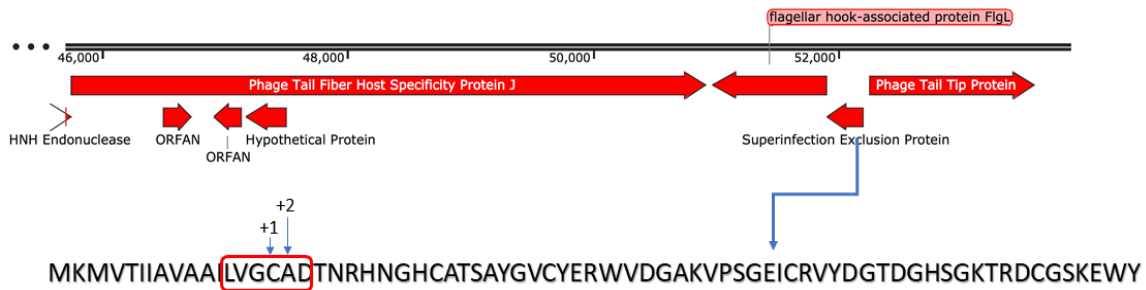 flagellar hook-associated protein FlgL
46,000 48,000 50,000 52,000
Phage Tail Fiber Host Specificity Protein J Phage Tail Tip Protein
HNH Endonuclease ORFAN Hypothetical Protein Superinfection Exclusion Protein
ORFAN
+2
+1
MKMVTIIAVAAILVGCADTNRHNGHCATSAYGVCYERWVDGAKVPSGEICRVYDGTDGHSGKTRDCGSKEWY